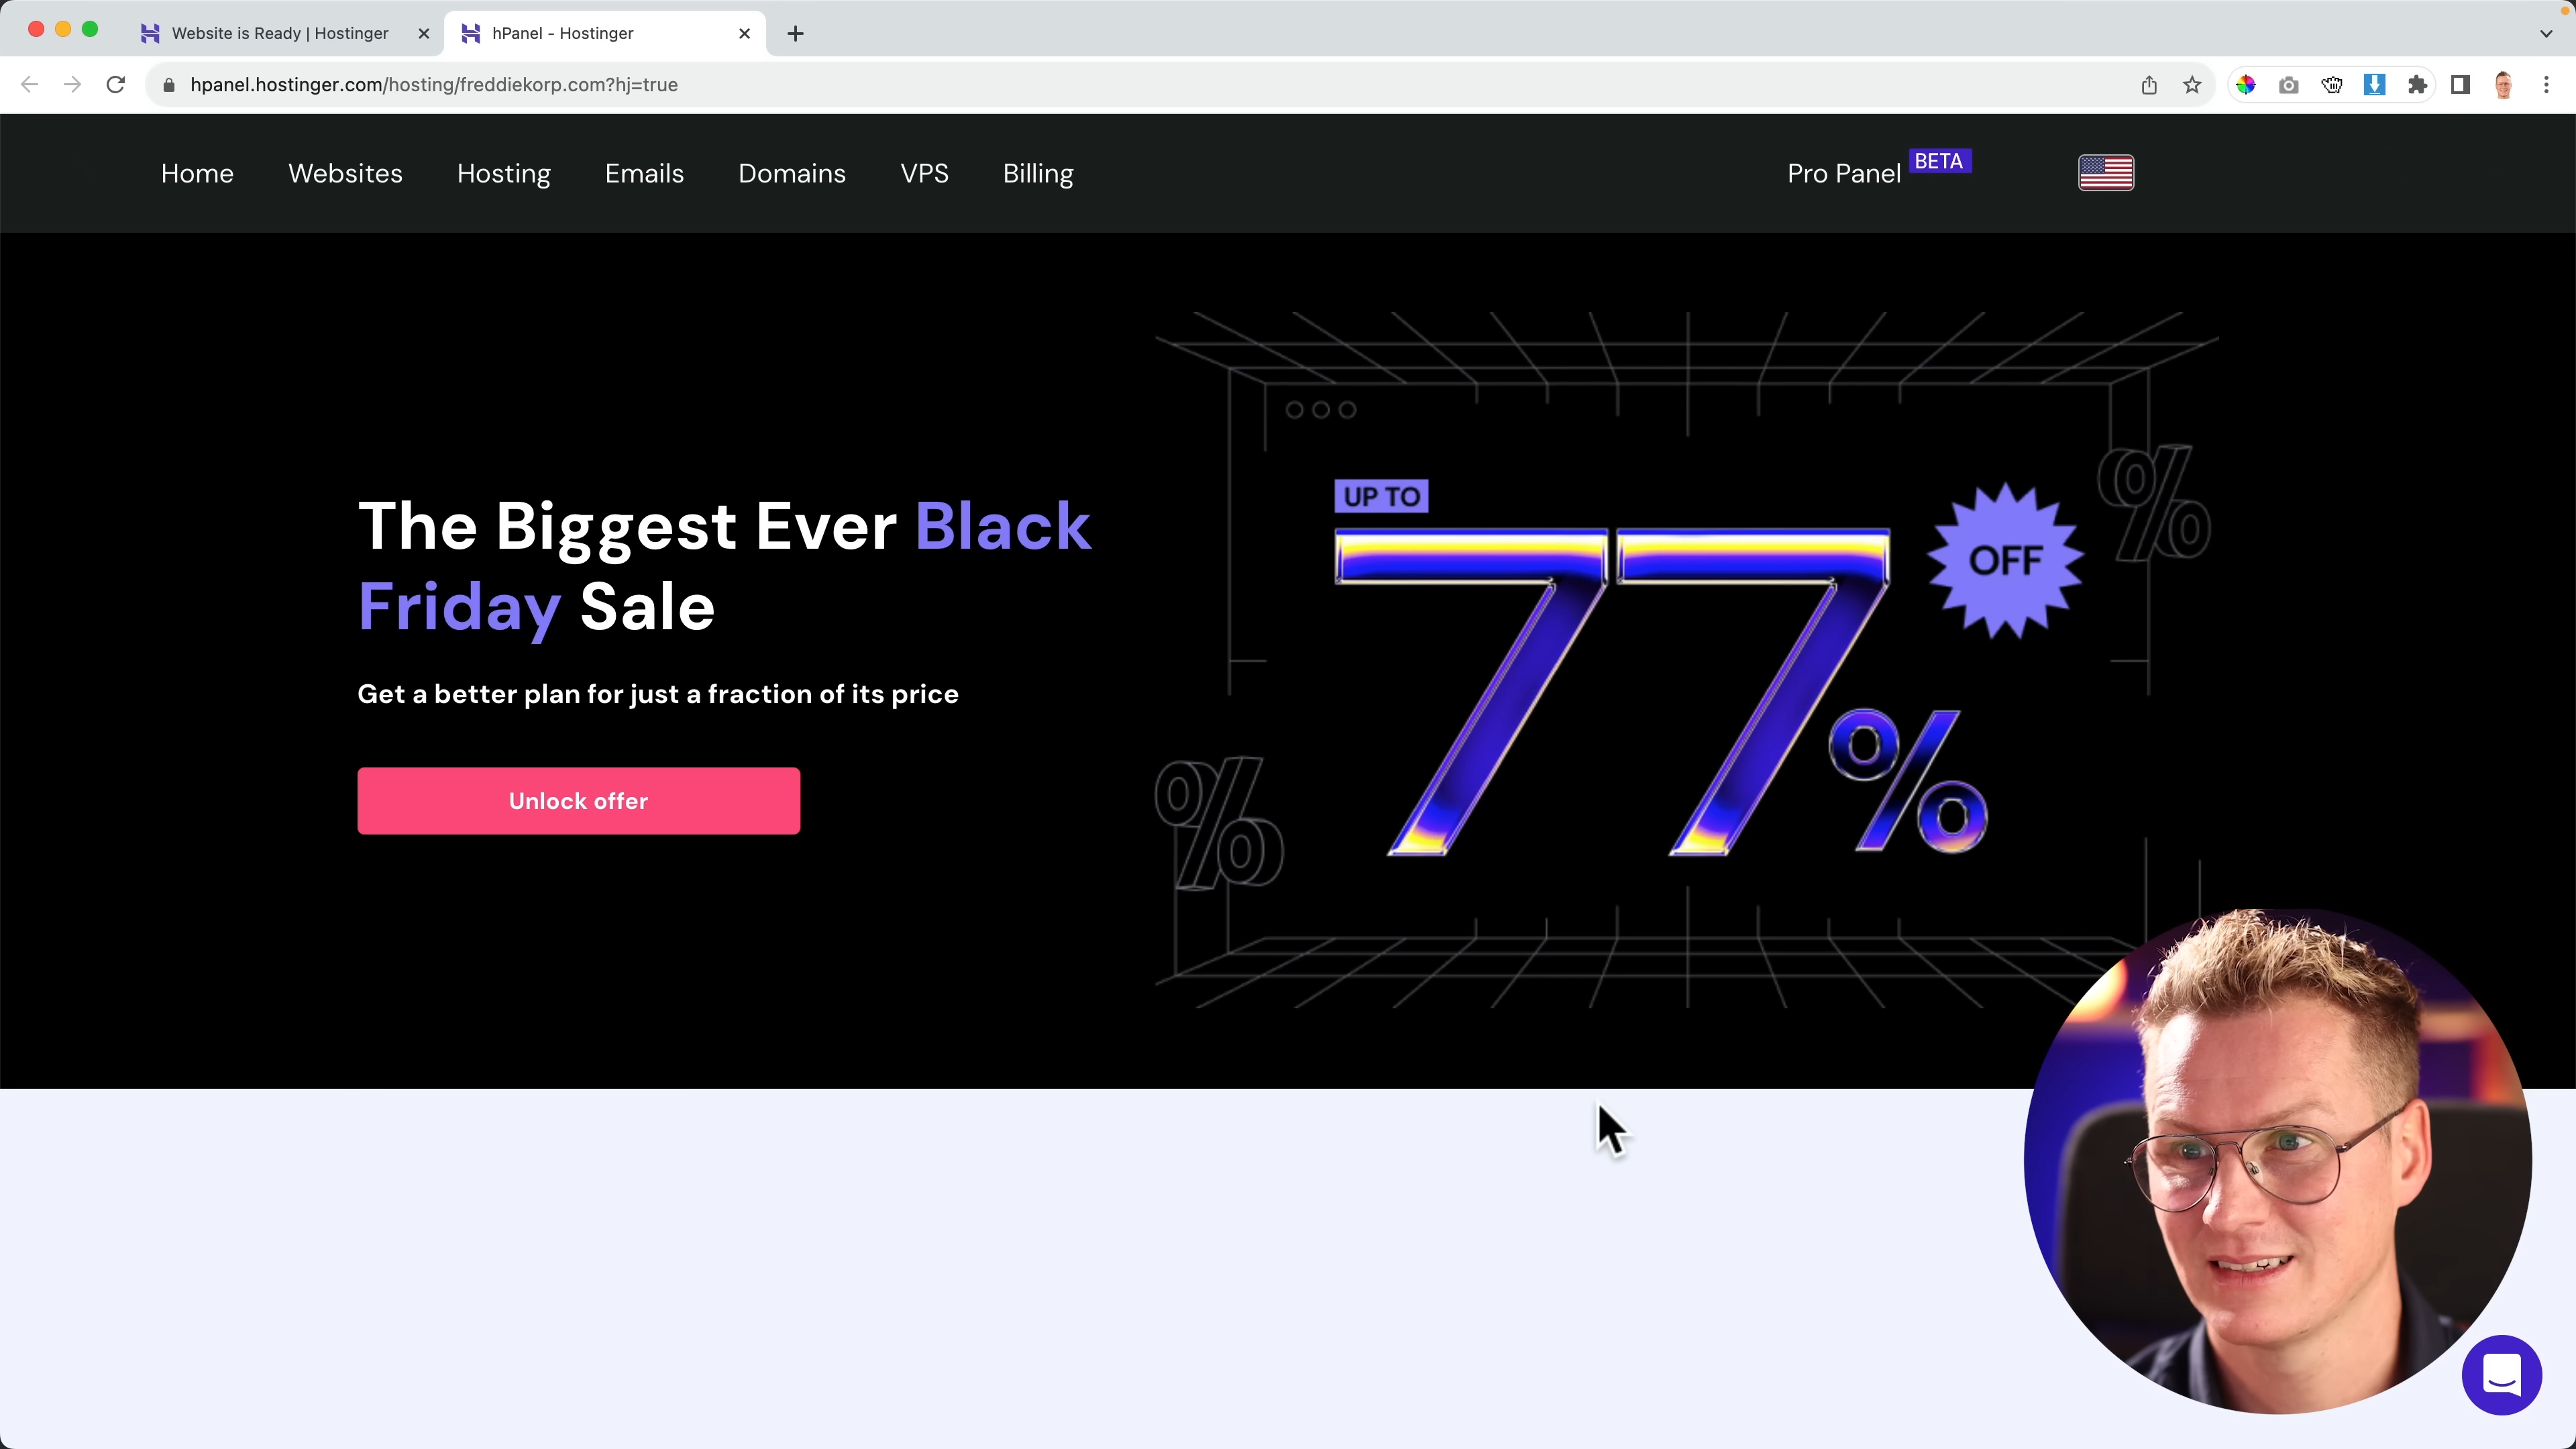 Website is Ready | Hostinger
hPanel - Hostinger
hpanel.hostinger.com/hosting/freddiekorp.com?hj=true
Home Websites Hosting Emails Domains VPS Billing Pro Panel BETA
The Biggest Ever Black
Friday Sale
Get a better plan for just a fraction of its price
Unlock offer
UP TO
77%
OFF
%
%